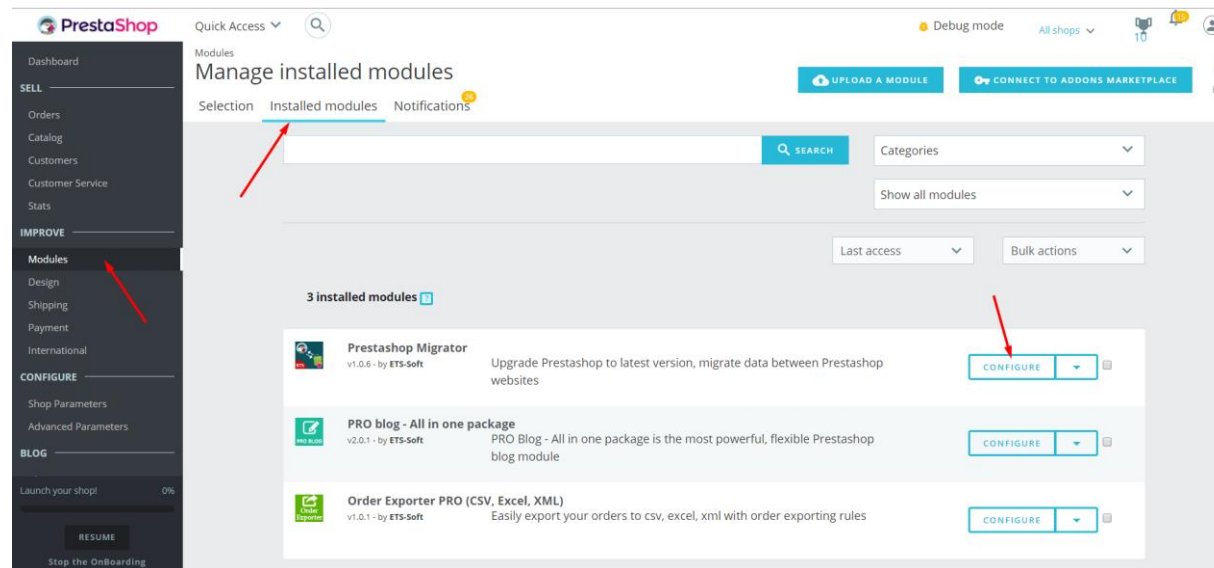 PrestaShop
Quick Access
Debug mode
All shops
10
Dashboard
SELL
Orders
Catalog
Customers
Customer Service
Stats
IMPROVE
Modules
Design
Shipping
Payment
International
CONFIGURE
Shop Parameters
Advanced Parameters
BLOG
Launch your shop! 0%
RESUME
Stop the OnBoarding
Modules
Manage installed modules
UPLOAD A MODULE
CONNECT TO ADDONS MARKETPLACE
Selection Installed modules Notifications
SEARCH
Categories
Show all modules
Last access
Bulk actions
3 installed modules ?
Prestashop Migrator
v1.0.6 - by ETS-Soft
Upgrade Prestashop to latest version, migrate data between Prestashop
websites
CONFIGURE
PRO BLOG
PRO blog - All in one package
v2.0.1 - by ETS-Soft
PRO Blog - All in one package is the most powerful, flexible Prestashop
blog module
CONFIGURE
Order
Exporter
Order Exporter PRO (CSV, Excel, XML)
v1.0.1 - by ETS-Soft
Easily export your orders to csv, excel, xml with order exporting rules
CONFIGURE